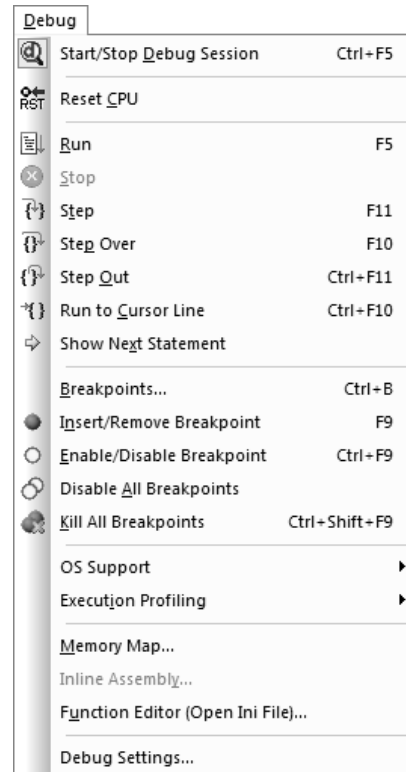 Debug
Start/Stop Debug Session Ctrl+F5
RST Reset CPU
Run F5
Stop
Step F11
Step Over F10
Step Out Ctrl+F11
Run to Cursor Line Ctrl+F10
Show Next Statement
Breakpoints... Ctrl+B
Insert/Remove Breakpoint F9
Enable/Disable Breakpoint Ctrl+F9
Disable All Breakpoints
Kill All Breakpoints Ctrl+Shift+F9
OS Support
Execution Profiling
Memory Map...
Inline Assembly...
Function Editor (Open Ini File)...
Debug Settings...